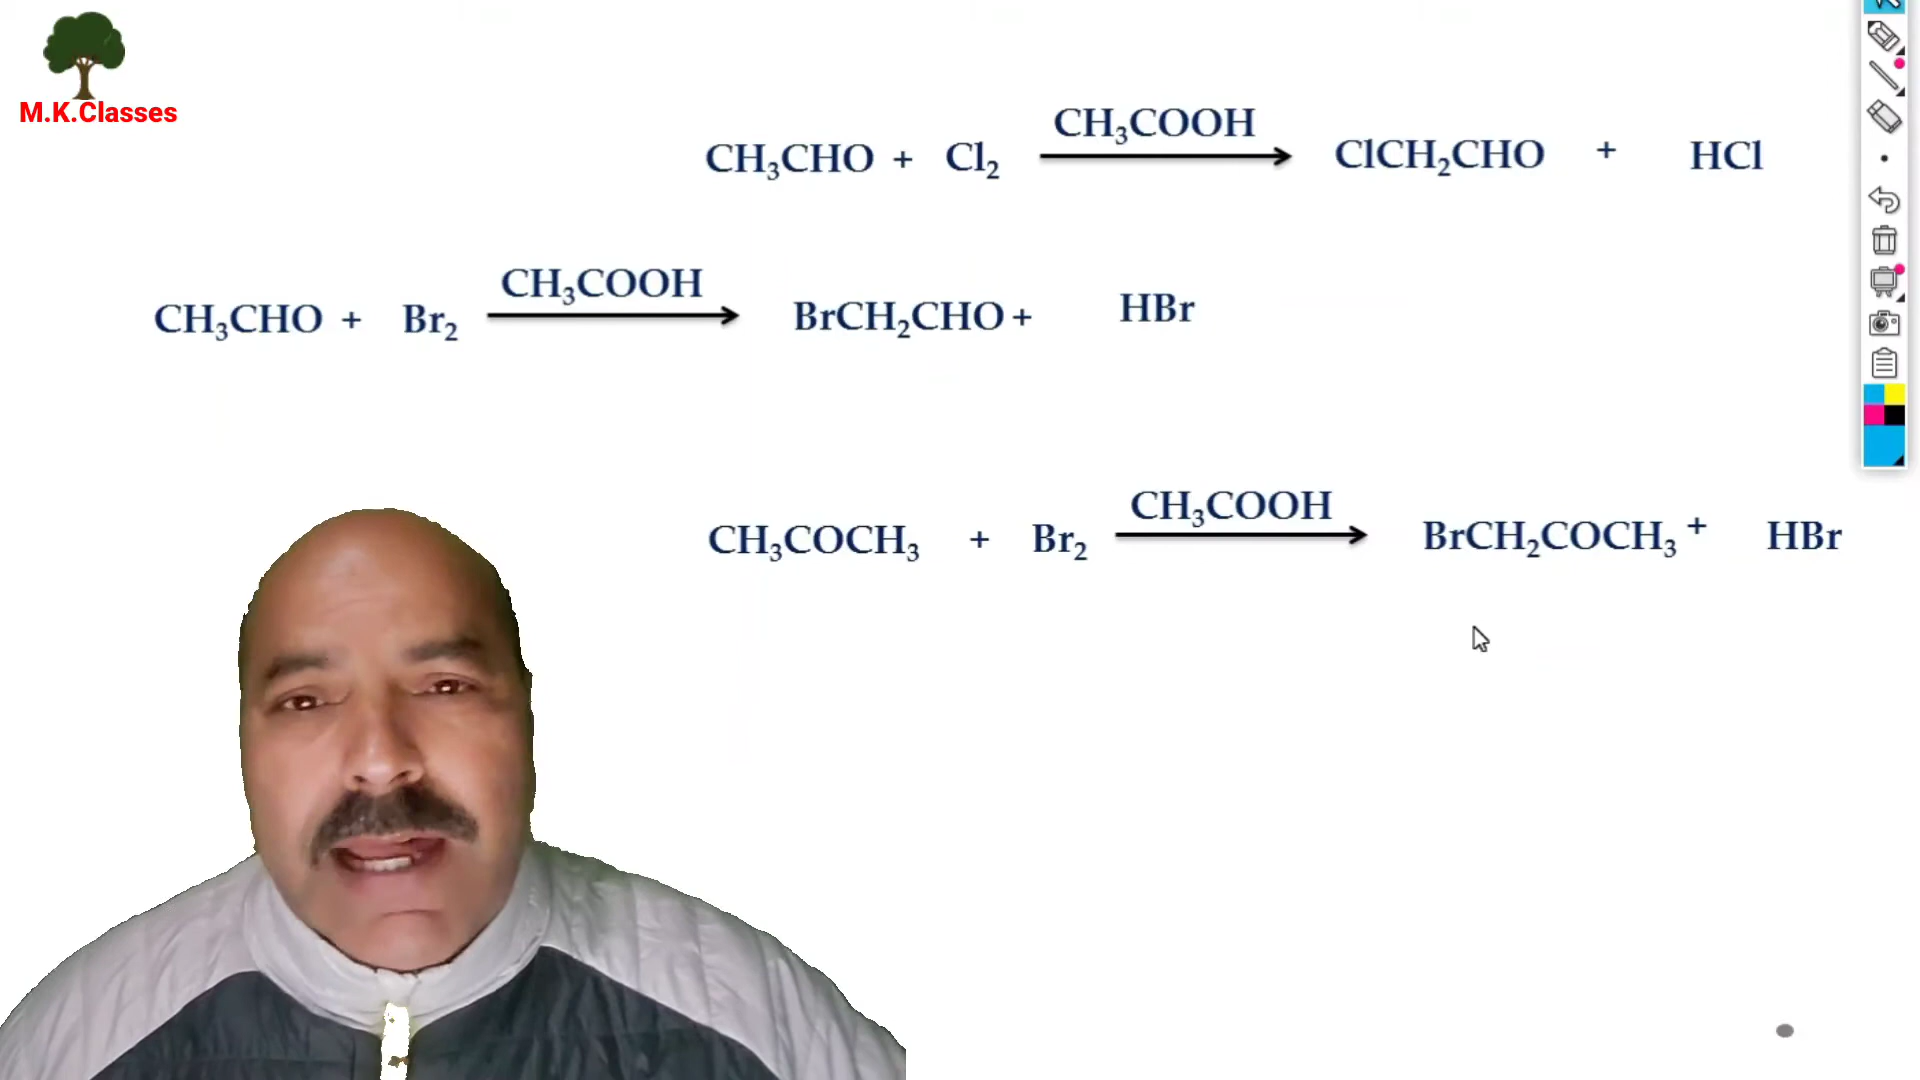 M.K.Classes
CH₃CHO + Cl₂ CH₃COOH ClCH₂CHO + HCl
CH₃CHO + Br₂ CH₃COOH BrCH₂CHO + HBr
CH₃COCH₃ + Br₂ CH₃COOH BrCH₂COCH₃ + HBr